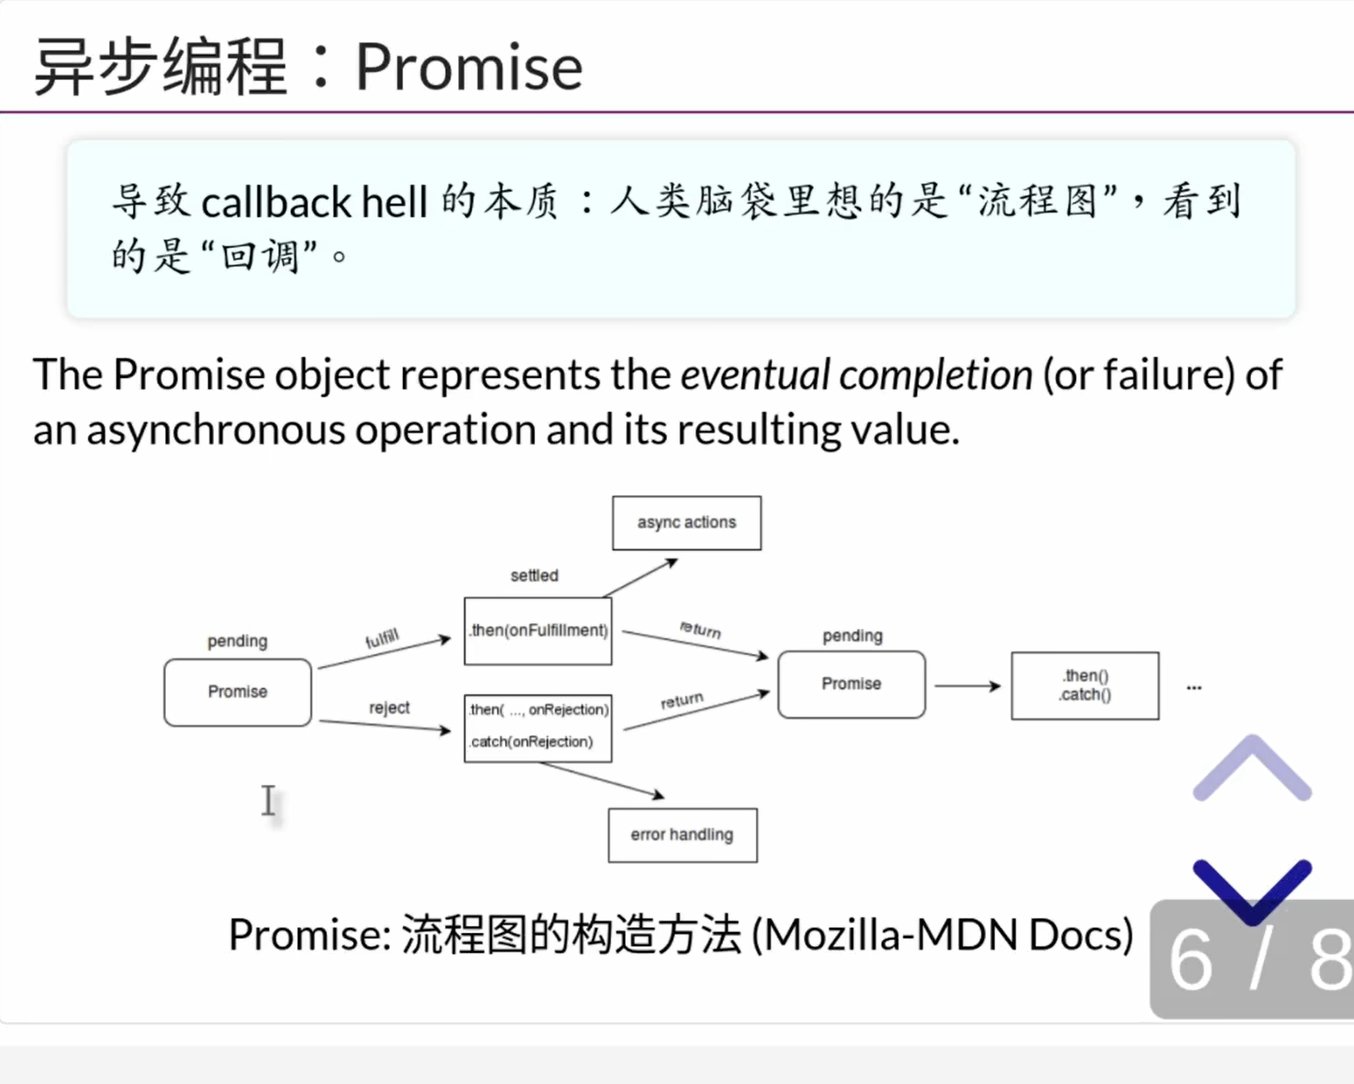 异步编程：Promise
导致 callback hell 的本质：人类脑袋里想的是“流程图”，看到
的是“回调”。
The Promise object represents the eventual completion (or failure) of
an asynchronous operation and its resulting value.
async actions
settled
pending
fulfill
.then(onFulfillment)
return
pending
Promise
reject
.then( ..., onRejection)
.catch(onRejection)
return
Promise
.then()
.catch()
...
error handling
Promise: 流程图的构造方法 (Mozilla-MDN Docs)
6 / 8